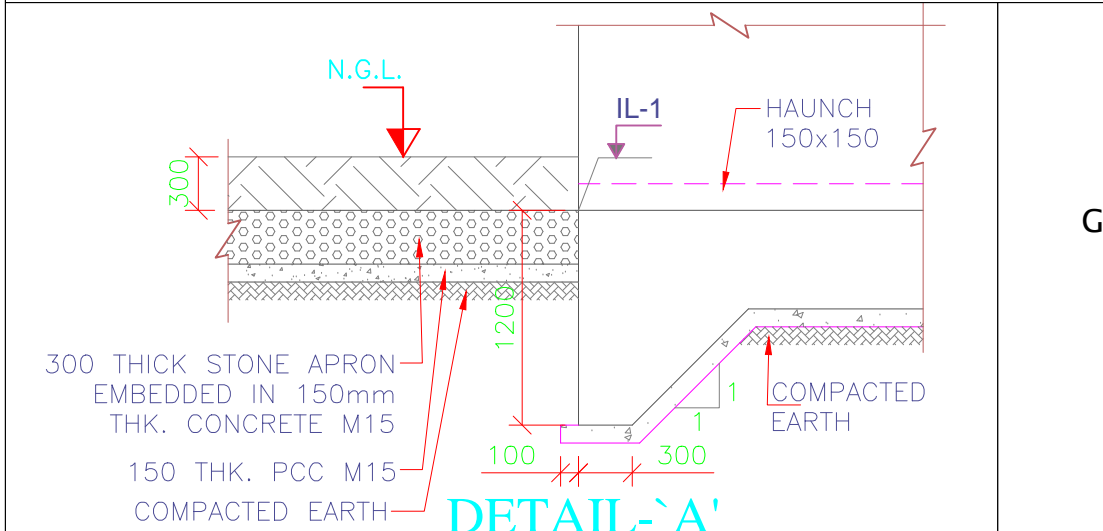 N.G.L.
IL-1
HAUNCH
150x150
300
1200
300 THICK STONE APRON
EMBEDDED IN 150mm
THK. CONCRETE M15
1
1
COMPACTED
EARTH
150 THK. PCC M15
100
300
COMPACTED EARTH
DETAIL-`A'
G